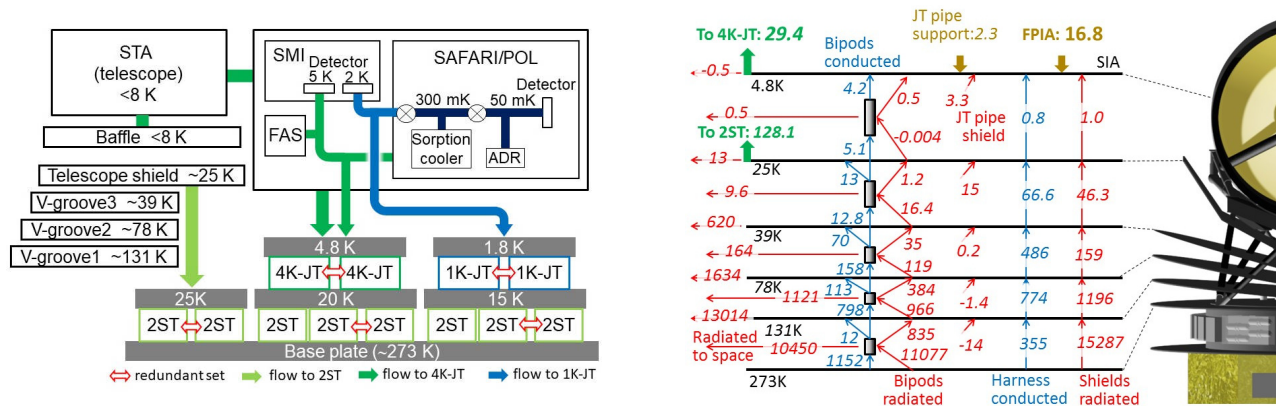 STA
(telescope)
<8 K
Baffle <8 K
Telescope shield ~25 K
V-groove3 ~39 K
V-groove2 ~78 K
V-groove1 ~131 K
SMI
Detector
5 K 2 K
FAS
SAFARI/POL
Detector
300 mK 50 mK
Sorption
cooler
ADR
4.8 K
4K-JT 4K-JT
1.8 K
1K-JT 1K-JT
25K
20 K
15 K
2ST 2ST
2ST 2ST 2ST
2ST 2ST 2ST
Base plate (~273 K)
redundant set
flow to 2ST
flow to 4K-JT
flow to 1K-JT
To 4K-JT: 29.4
Bipods
conducted
JT pipe
support:2.3
FPIA: 16.8
SIA
-0.5
4.8K
4.2
0.5
3.3
JT pipe
shield
0.8
1.0
0.5
-0.004
To 2ST: 128.1
5.1
13
25K
13
1.2
15
66.6
46.3
9.6
16.4
12.8
620
39K
70
35
0.2
486
159
164
119
158
1634
78K
113
384
-1.4
774
1196
1121
966
798
13014
131K
12
835
-14
355
15287
Radiated
to space
10450
11077
1152
273K
Bipods
radiated
Harness
conducted
Shields
radiated